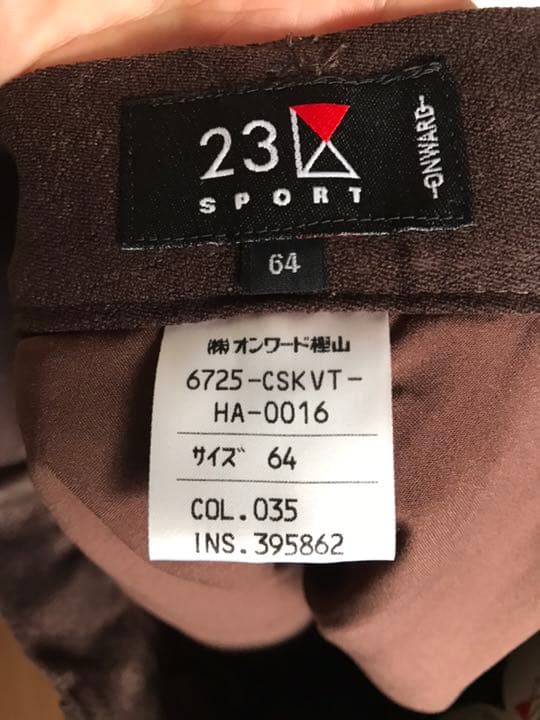 23区
SPORT
ONWARD
64
㈱オンワード樫山
6725-CSKVT-
HA-0016
サイズ 64
COL.035
INS.395862